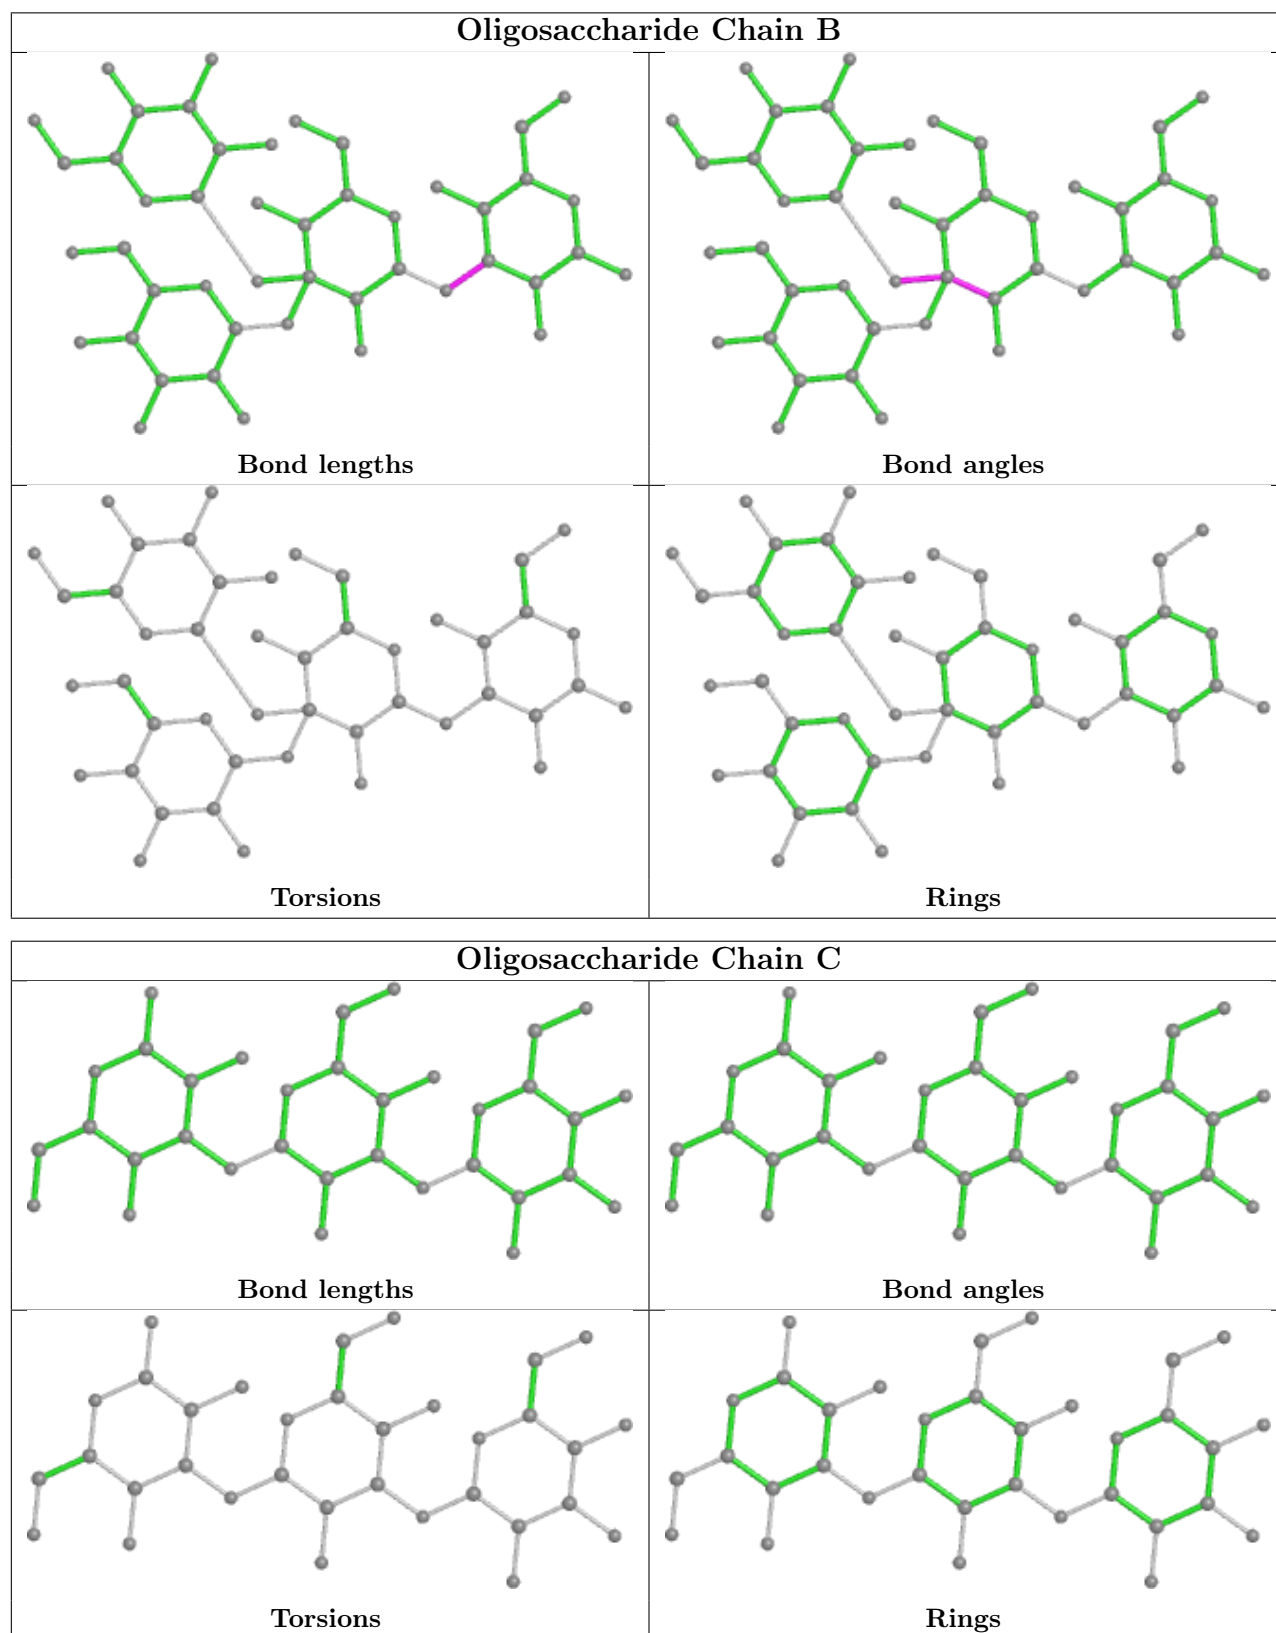 Oligosaccharide Chain B
Bond lengths
Bond angles
Torsions
Rings
Oligosaccharide Chain C
Bond lengths
Bond angles
Torsions
Rings